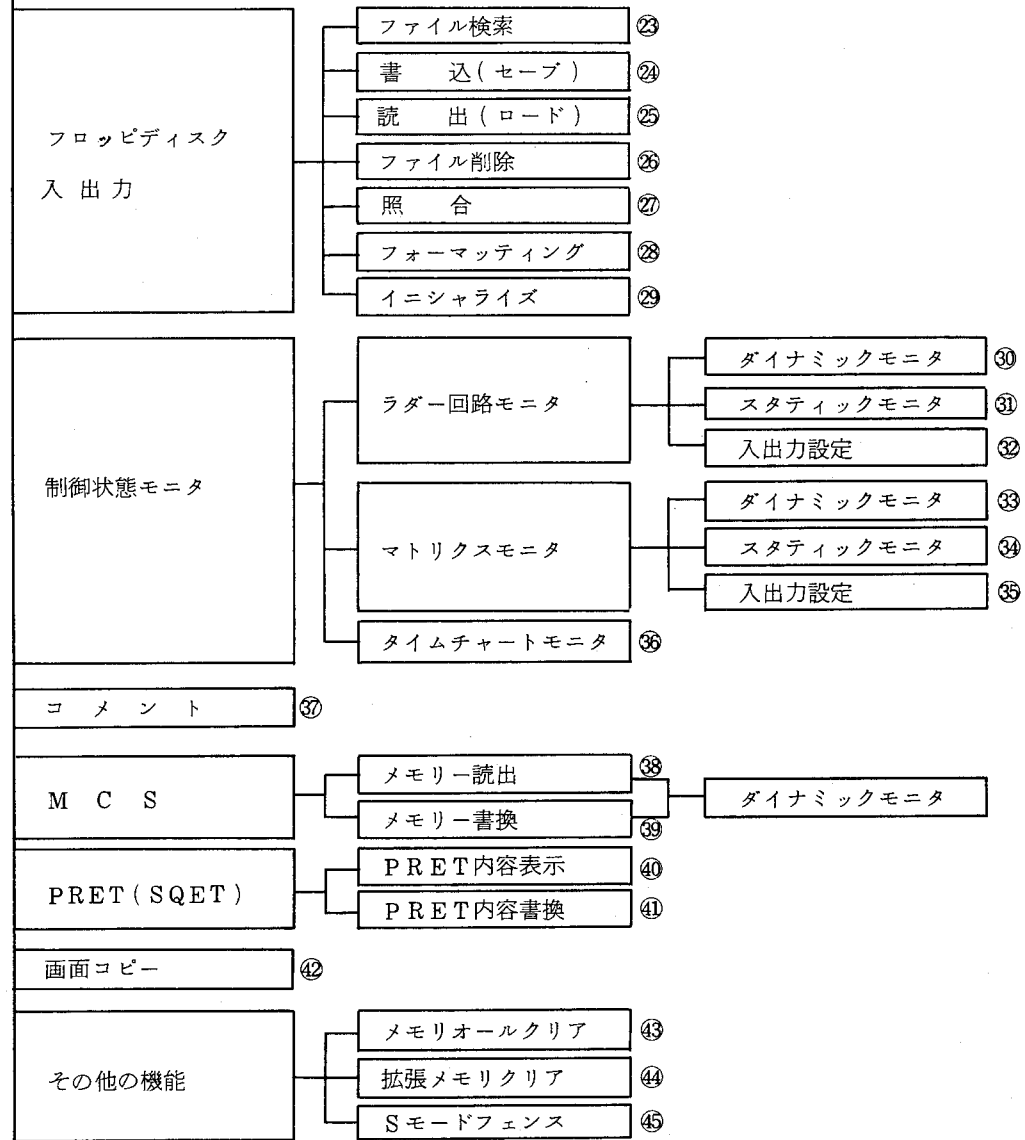 フロッピディスク
入出力
ファイル検索 ㉓
書 込(セーブ) ㉔
読 出(ロード) ㉕
ファイル削除 ㉖
照 合 ㉗
フォーマッティング ㉘
イニシャライズ ㉙
制御状態モニタ
ラダー回路モニタ
ダイナミックモニタ ㉚
スタティックモニタ ㉛
入出力設定 ㉜
マトリクスモニタ
ダイナミックモニタ ㉝
スタティックモニタ ㉞
入出力設定 ㉟
タイムチャートモニタ ㊱
コメント ㊲
M C S
メモリー読出 ㊳
メモリー書換 ㊴
ダイナミックモニタ
PRET(SQET)
PRET内容表示 ㊵
PRET内容書換 ㊶
画面コピー ㊷
その他の機能
メモリオールクリア ㊸
拡張メモリクリア ㊹
Sモードフェンス ㊺